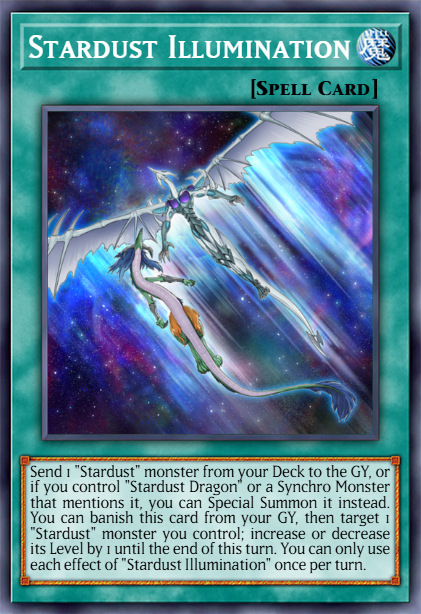 Stardust Illumination
魔
[Spell Card]
Send 1 "Stardust" monster from your Deck to the GY, or
if you control "Stardust Dragon" or a Synchro Monster
that mentions it, you can Special Summon it instead.
You can banish this card from your GY, then target 1
"Stardust" monster you control; increase or decrease
its Level by 1 until the end of this turn. You can only use
each effect of "Stardust Illumination" once per turn.